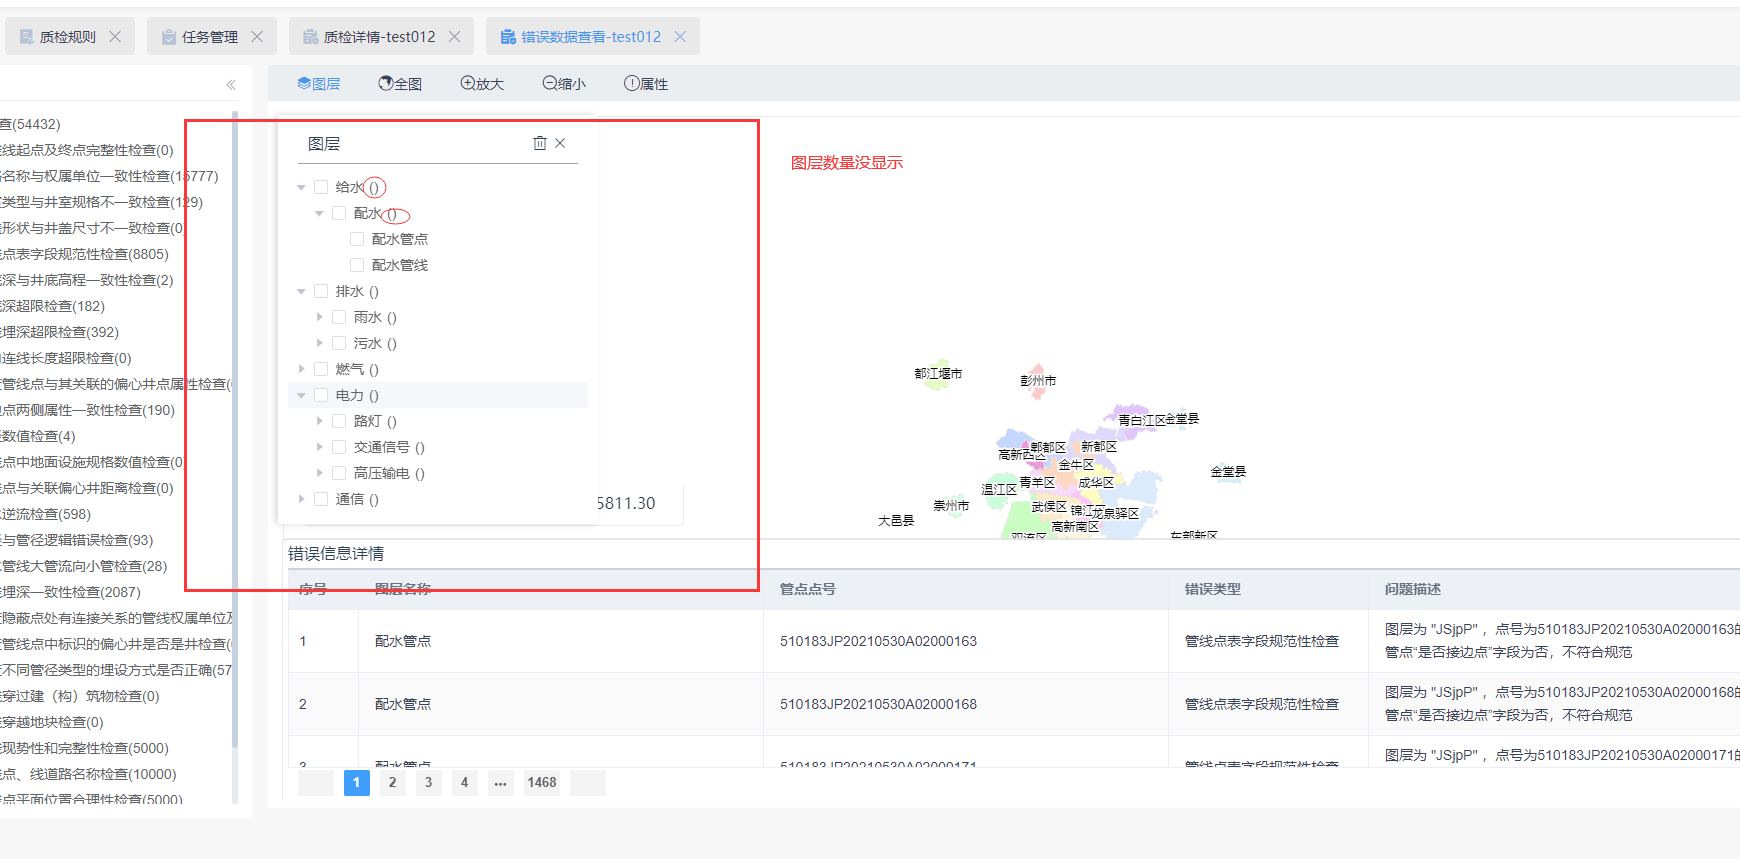 质检规则
任务管理
质检详情-test012
错误数据查看-test012
图层
全图
放大
缩小
属性
查(54432)
线起点及终点完整性检查(0)
名称与权属单位一致性检查(15777)
类型与井室规格不一致检查(129)
形状与井盖尺寸不一致检查(0)
点表字段规范性检查(8805)
深与井底高程一致性检查(2)
深超限检查(182)
埋深超限检查(392)
连线长度超限检查(0)
管线点与其关联的偏心井点属性检查(
点两侧属性一致性检查(190)
数值检查(4)
点中地面设施规格数值检查(0)
点与关联偏心井距离检查(0)
逆流检查(598)
与管径逻辑错误检查(93)
管线大管流向小管检查(28)
埋深一致性检查(2087)
隐蔽点处有连接关系的管线权属单位及
管线点中标识的偏心井是否是井检查(
不同管径类型的埋设方式是否正确(57
穿过建（构）筑物检查(0)
穿越地块检查(0)
现势性和完整性检查(5000)
点、线道路名称检查(10000)
点平面位置合理性检查(5000)
图层
给水 ()
配水 ()
配水管点
配水管线
排水 ()
雨水 ()
污水 ()
燃气 ()
电力 ()
路灯 ()
交通信号 ()
高压输电 ()
通信 ()
图层数量没显示
5811.30
都江堰市
彭州市
青白江区
金堂县
郫都区
新都区
高新西区
金牛区
金堂县
温江区
青羊区
成华区
崇州市
武侯区
锦江区
龙泉驿区
大邑县
高新南区
双流区
东部新区
错误信息详情
序号
图层名称
管点点号
错误类型
问题描述
1
配水管点
510183JP20210530A02000163
管线点表字段规范性检查
图层为 "JSjpP" ，点号为510183JP20210530A02000163的
管点“是否接边点”字段为否，不符合规范
2
配水管点
510183JP20210530A02000168
管线点表字段规范性检查
图层为 "JSjpP" ，点号为510183JP20210530A02000168的
管点“是否接边点”字段为否，不符合规范
3
配水管点
510183JP20210530A02000171
管线点表字段规范性检查
图层为 "JSjpP" ，点号为510183JP20210530A02000171的
1
2
3
4
...
1468